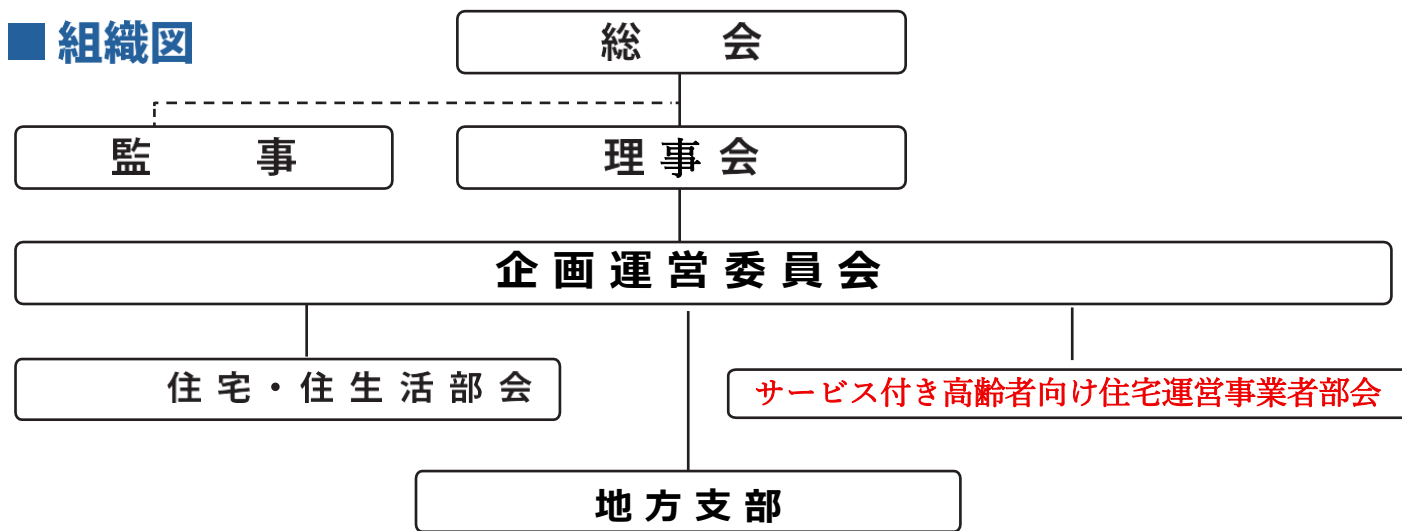 ■ 組織図
総　会
監　事
理事会
企画運営委員会
住宅・住生活部会
サービス付き高齢者向け住宅運営事業者部会
地方支部